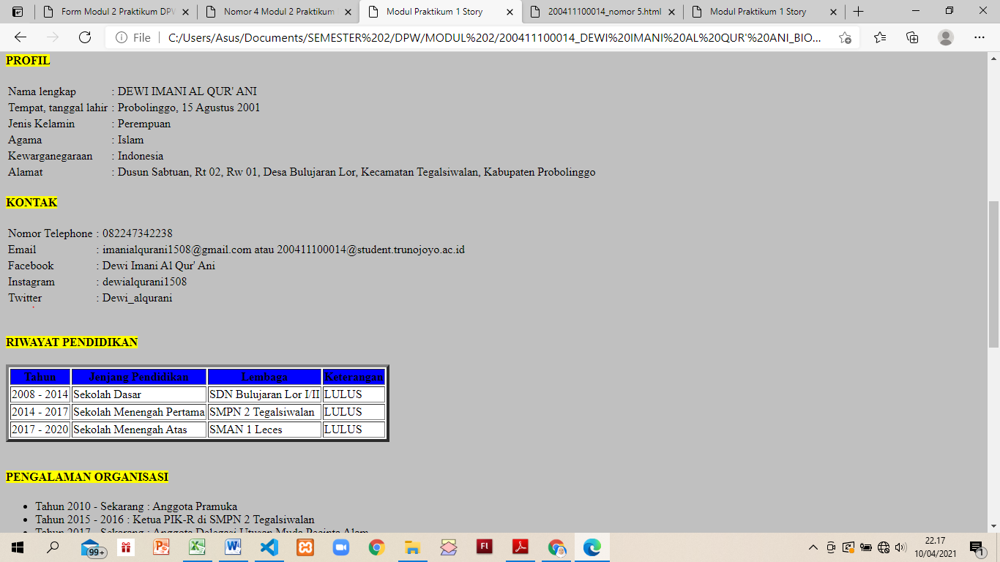 Form Modul 2 Praktikum DPW
Nomor 4 Modul 2 Praktikum
Modul Praktikum 1 Story
200411100014_nomor 5.html
Modul Praktikum 1 Story
File
C:/Users/Asus/Documents/SEMESTER%202/DPW/MODUL%202/200411100014_DEWI%20IMANI%20AL%20QUR'%20ANI_BIO...
PROFIL
Nama lengkap : DEWI IMANI AL QUR' ANI
Tempat, tanggal lahir : Probolinggo, 15 Agustus 2001
Jenis Kelamin : Perempuan
Agama : Islam
Kewarganegaraan : Indonesia
Alamat : Dusun Sabtuan, Rt 02, Rw 01, Desa Bulujaran Lor, Kecamatan Tegalsiwalan, Kabupaten Probolinggo
KONTAK
Nomor Telephone : 082247342238
Email : imanialqurani1508@gmail.com atau 200411100014@student.trunojoyo.ac.id
Facebook : Dewi Imani Al Qur' Ani
Instagram : dewialqurani1508
Twitter : Dewi_alqurani
RIWAYAT PENDIDIKAN
Tahun Jenjang Pendidikan Lembaga Keterangan
2008 - 2014 Sekolah Dasar SDN Bulujaran Lor I/II LULUS
2014 - 2017 Sekolah Menengah Pertama SMPN 2 Tegalsiwalan LULUS
2017 - 2020 Sekolah Menengah Atas SMAN 1 Leces LULUS
PENGALAMAN ORGANISASI
• Tahun 2010 - Sekarang : Anggota Pramuka
• Tahun 2015 - 2016 : Ketua PIK-R di SMPN 2 Tegalsiwalan
• Tahun 2017 - Sekarang : Anggota Delegasi Utusan Muda Pecinta Alam
99+
Fl
22.17
10/04/2021
1